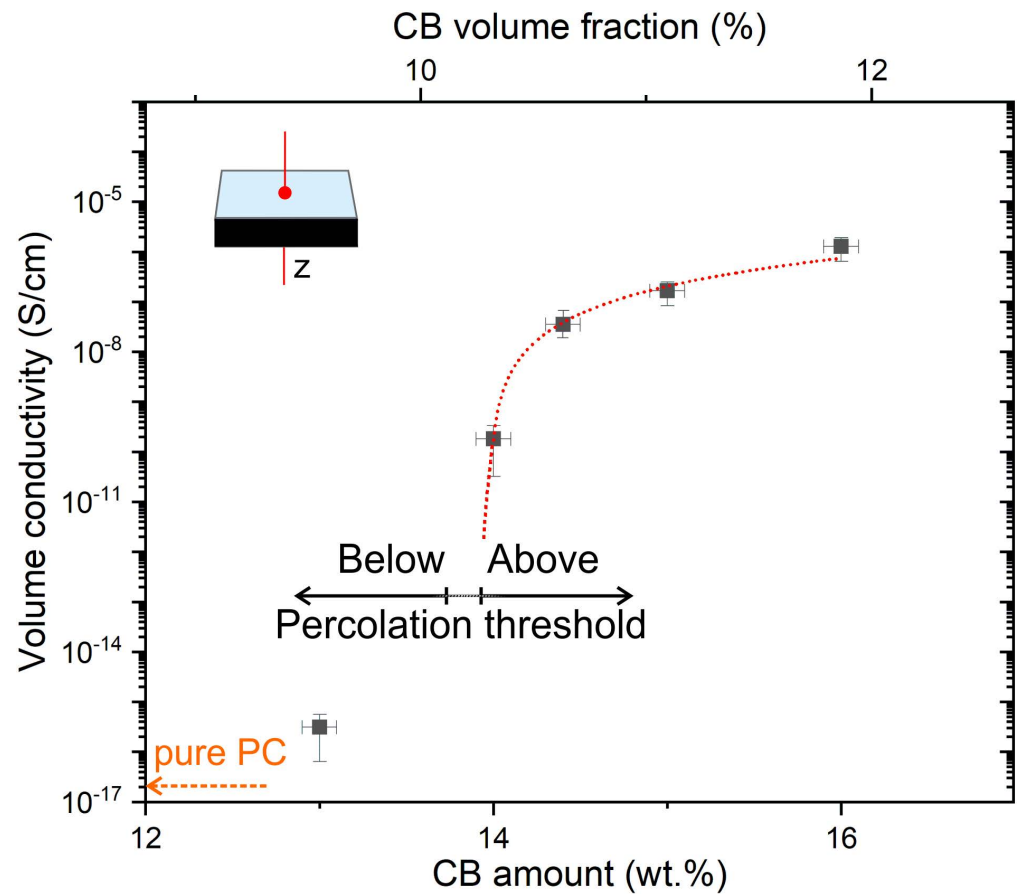 CB volume fraction (%)
10 12
10⁻⁵
z
10⁻⁸
10⁻¹¹
Below Above
Percolation threshold
10⁻¹⁴
pure PC
10⁻¹⁷
12 14 16
CB amount (wt.%)
Volume conductivity (S/cm)